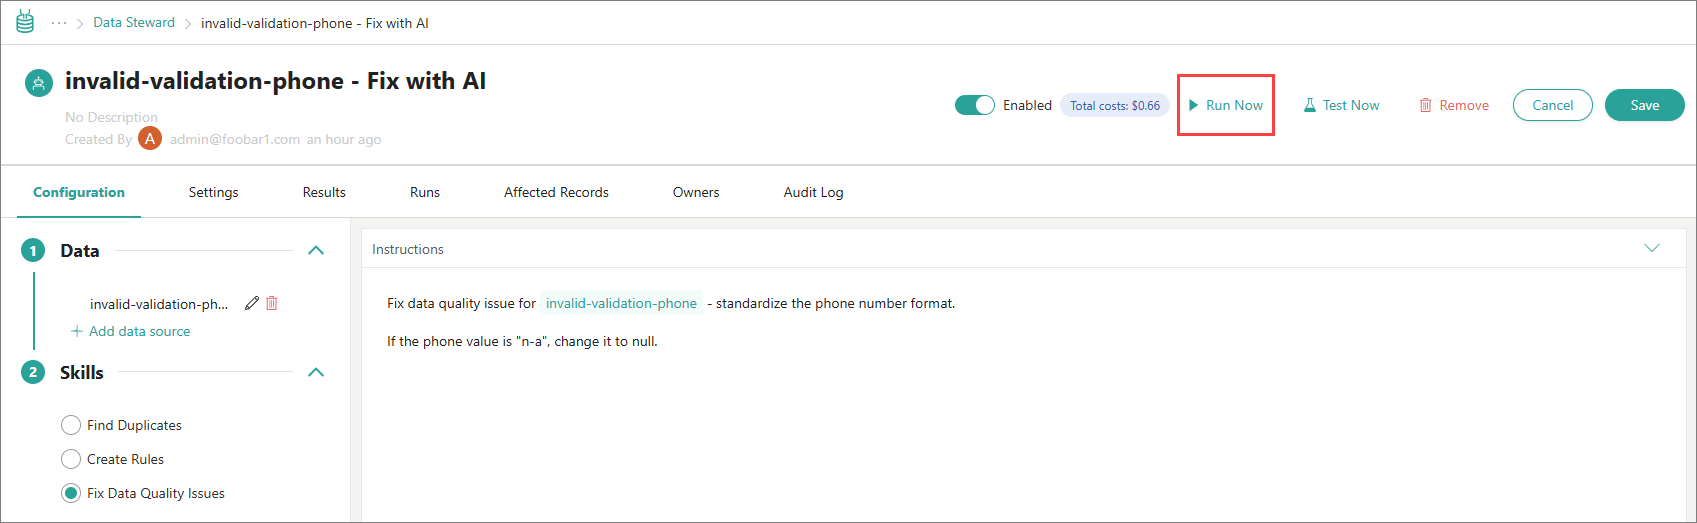 ··· > Data Steward > invalid-validation-phone - Fix with AI
invalid-validation-phone - Fix with AI
No Description
Created By A admin@foobar1.com an hour ago
Enabled Total costs: $0.66 Run Now Test Now Remove Cancel Save
Configuration Settings Results Runs Affected Records Owners Audit Log
1 Data
invalid-validation-ph...
+ Add data source
2 Skills
Find Duplicates
Create Rules
Fix Data Quality Issues
Instructions
Fix data quality issue for invalid-validation-phone - standardize the phone number format.
If the phone value is "n-a", change it to null.